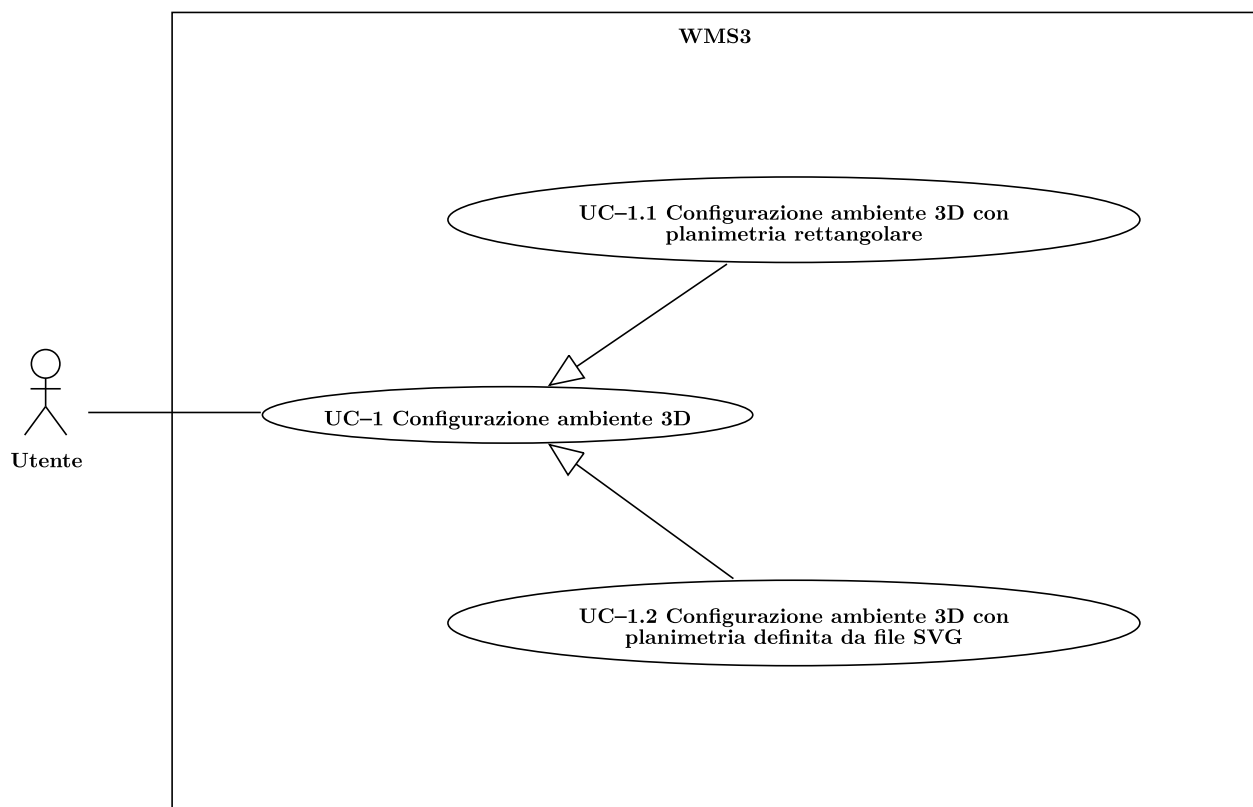 WMS3
UC–1.1 Configurazione ambiente 3D con
planimetria rettangolare
UC–1 Configurazione ambiente 3D
Utente
UC–1.2 Configurazione ambiente 3D con
planimetria definita da file SVG